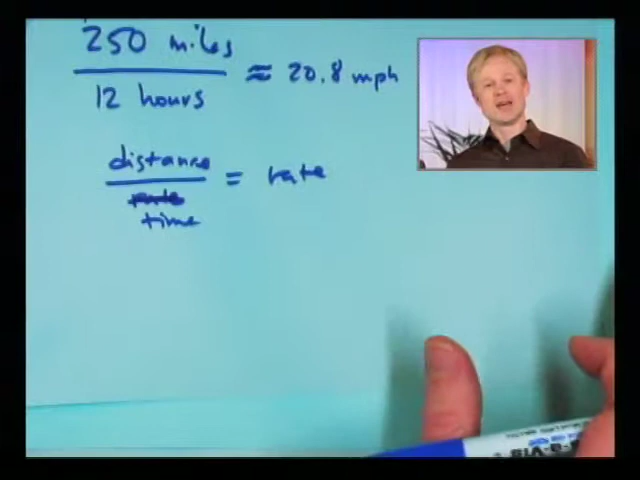 250 miles
12 hours
≈ 20.8 mph
distance
rate
time
= rate